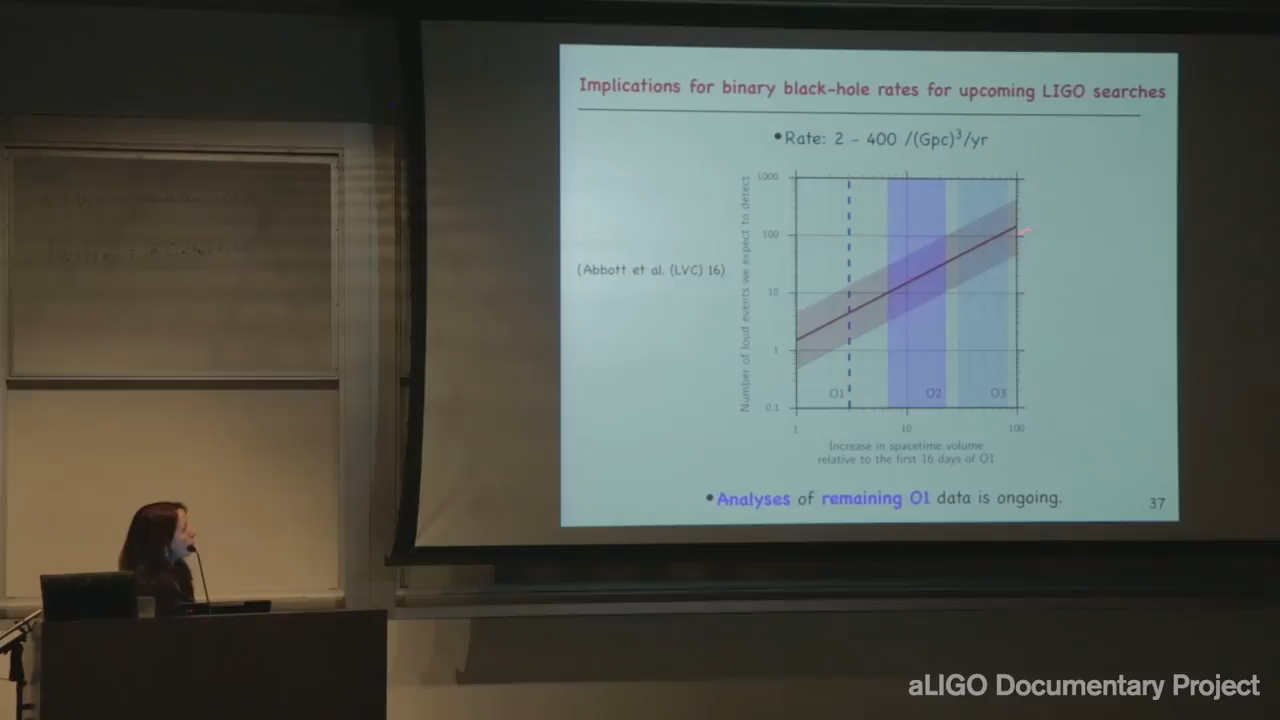 Implications for binary black-hole rates for upcoming LIGO searches
•Rate: 2 - 400 /(Gpc)³/yr
(Abbott et al. (LVC) 16)
Number of loud events we expect to detect
1000
100
10
1
0.1
O1
O2
O3
1
10
100
Increase in spacetime volume
relative to the first 16 days of O1
•Analyses of remaining O1 data is ongoing.
37
aLIGO Documentary Project